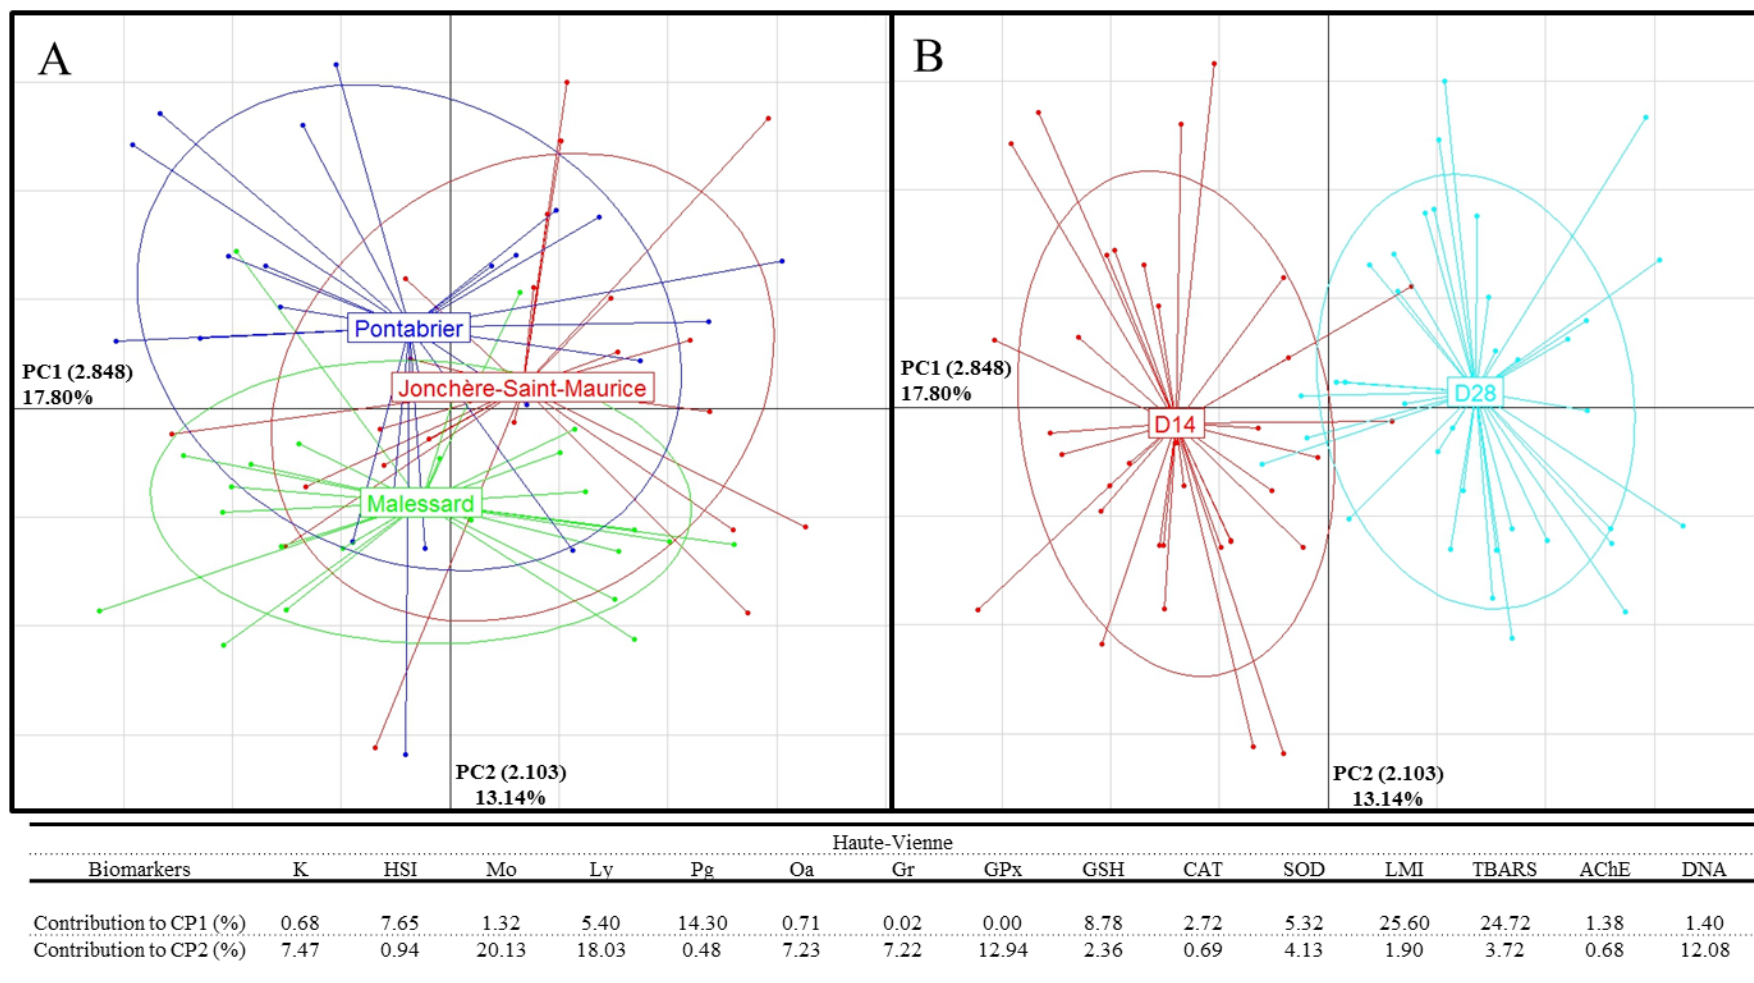 A
B
Pontabrier
PC1 (2.848)
17.80%
Jonchère-Saint-Maurice
Malessard
PC2 (2.103)
13.14%
PC1 (2.848)
17.80%
D28
D14
PC2 (2.103)
13.14%
Haute-Vienne
Biomarkers K HSI Mo Ly Pg Oa Gr GPx GSH CAT SOD LMI TBARS AChE DNA
Contribution to CP1 (%) 0.68 7.65 1.32 5.40 14.30 0.71 0.02 0.00 8.78 2.72 5.32 25.60 24.72 1.38 1.40
Contribution to CP2 (%) 7.47 0.94 20.13 18.03 0.48 7.23 7.22 12.94 2.36 0.69 4.13 1.90 3.72 0.68 12.08